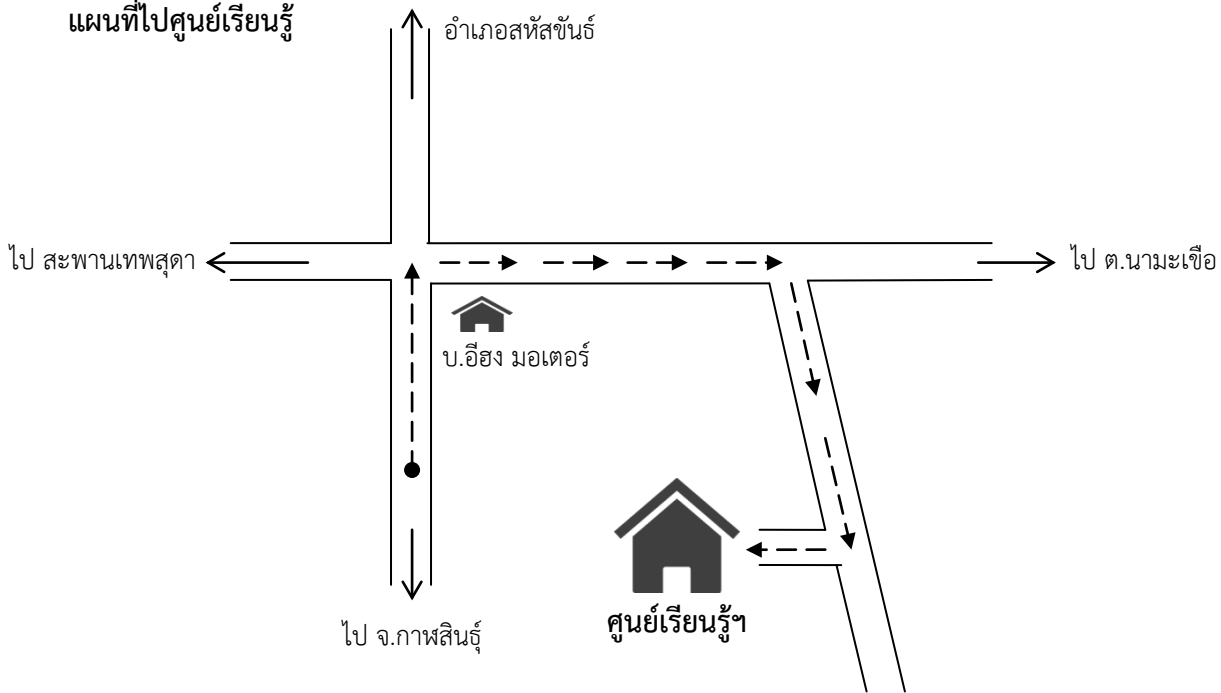 แผนที่ไปศูนย์เรียนรู้
อำเภอสหัสขันธ์
ไป สะพานเทพสุดา
ไป ต.นามะเขือ
บ.อีฮง มอเตอร์
ศูนย์เรียนรู้ฯ
ไป จ.กาฬสินธุ์